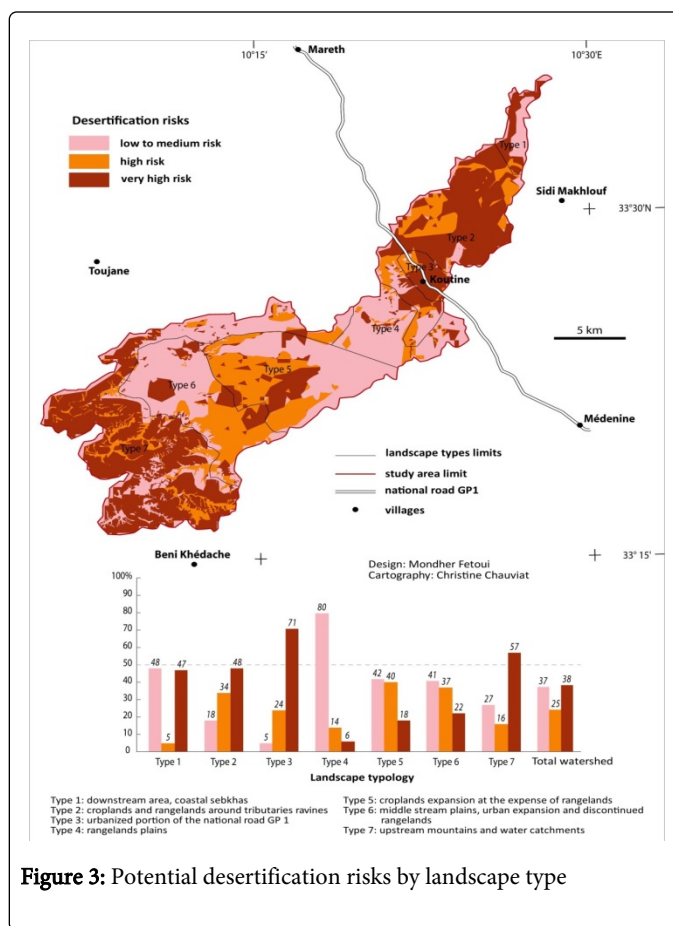 10°15'
Mareth
10°30'E
Desertification risks
low to medium risk
high risk
very high risk
Type 1
Sidi Makhlouf
33°30'N
Type 2
Toujane
Type 3
Koutine
Type 4
5 km
Type 5
Type 6
Médenine
Type 7
landscape types limits
study area limit
national road GP1
villages
Beni Khédache
33° 15'
Design: Mondher Fetoui
Cartography: Christine Chauviat
100%
90
80
70
60
50
40
30
20
10
0
48 5 47
18 34 48
5 24 71
80 14 6
42 40 18
41 37 22
27 16 57
37 25 38
Type 1 Type 2 Type 3 Type 4 Type 5 Type 6 Type 7 Total watershed
Landscape typology
Type 1: downstream area, coastal sebkhas
Type 2: croplands and rangelands around tributaries ravines
Type 3: urbanized portion of the national road GP 1
Type 4: rangelands plains
Type 5: croplands expansion at the expense of rangelands
Type 6: middle stream plains, urban expansion and discontinued
rangelands
Type 7: upstream mountains and water catchments
Figure 3: Potential desertification risks by landscape type